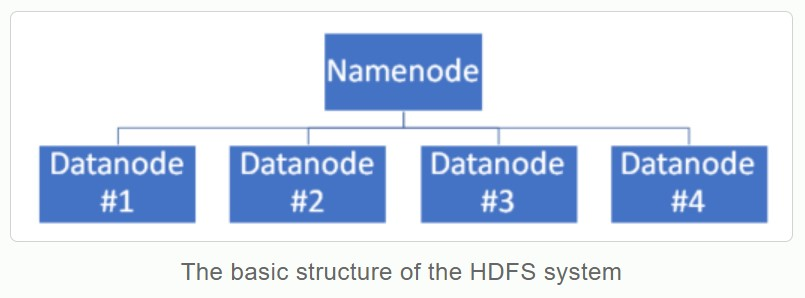 Namenode
Datanode #1
Datanode #2
Datanode #3
Datanode #4
The basic structure of the HDFS system